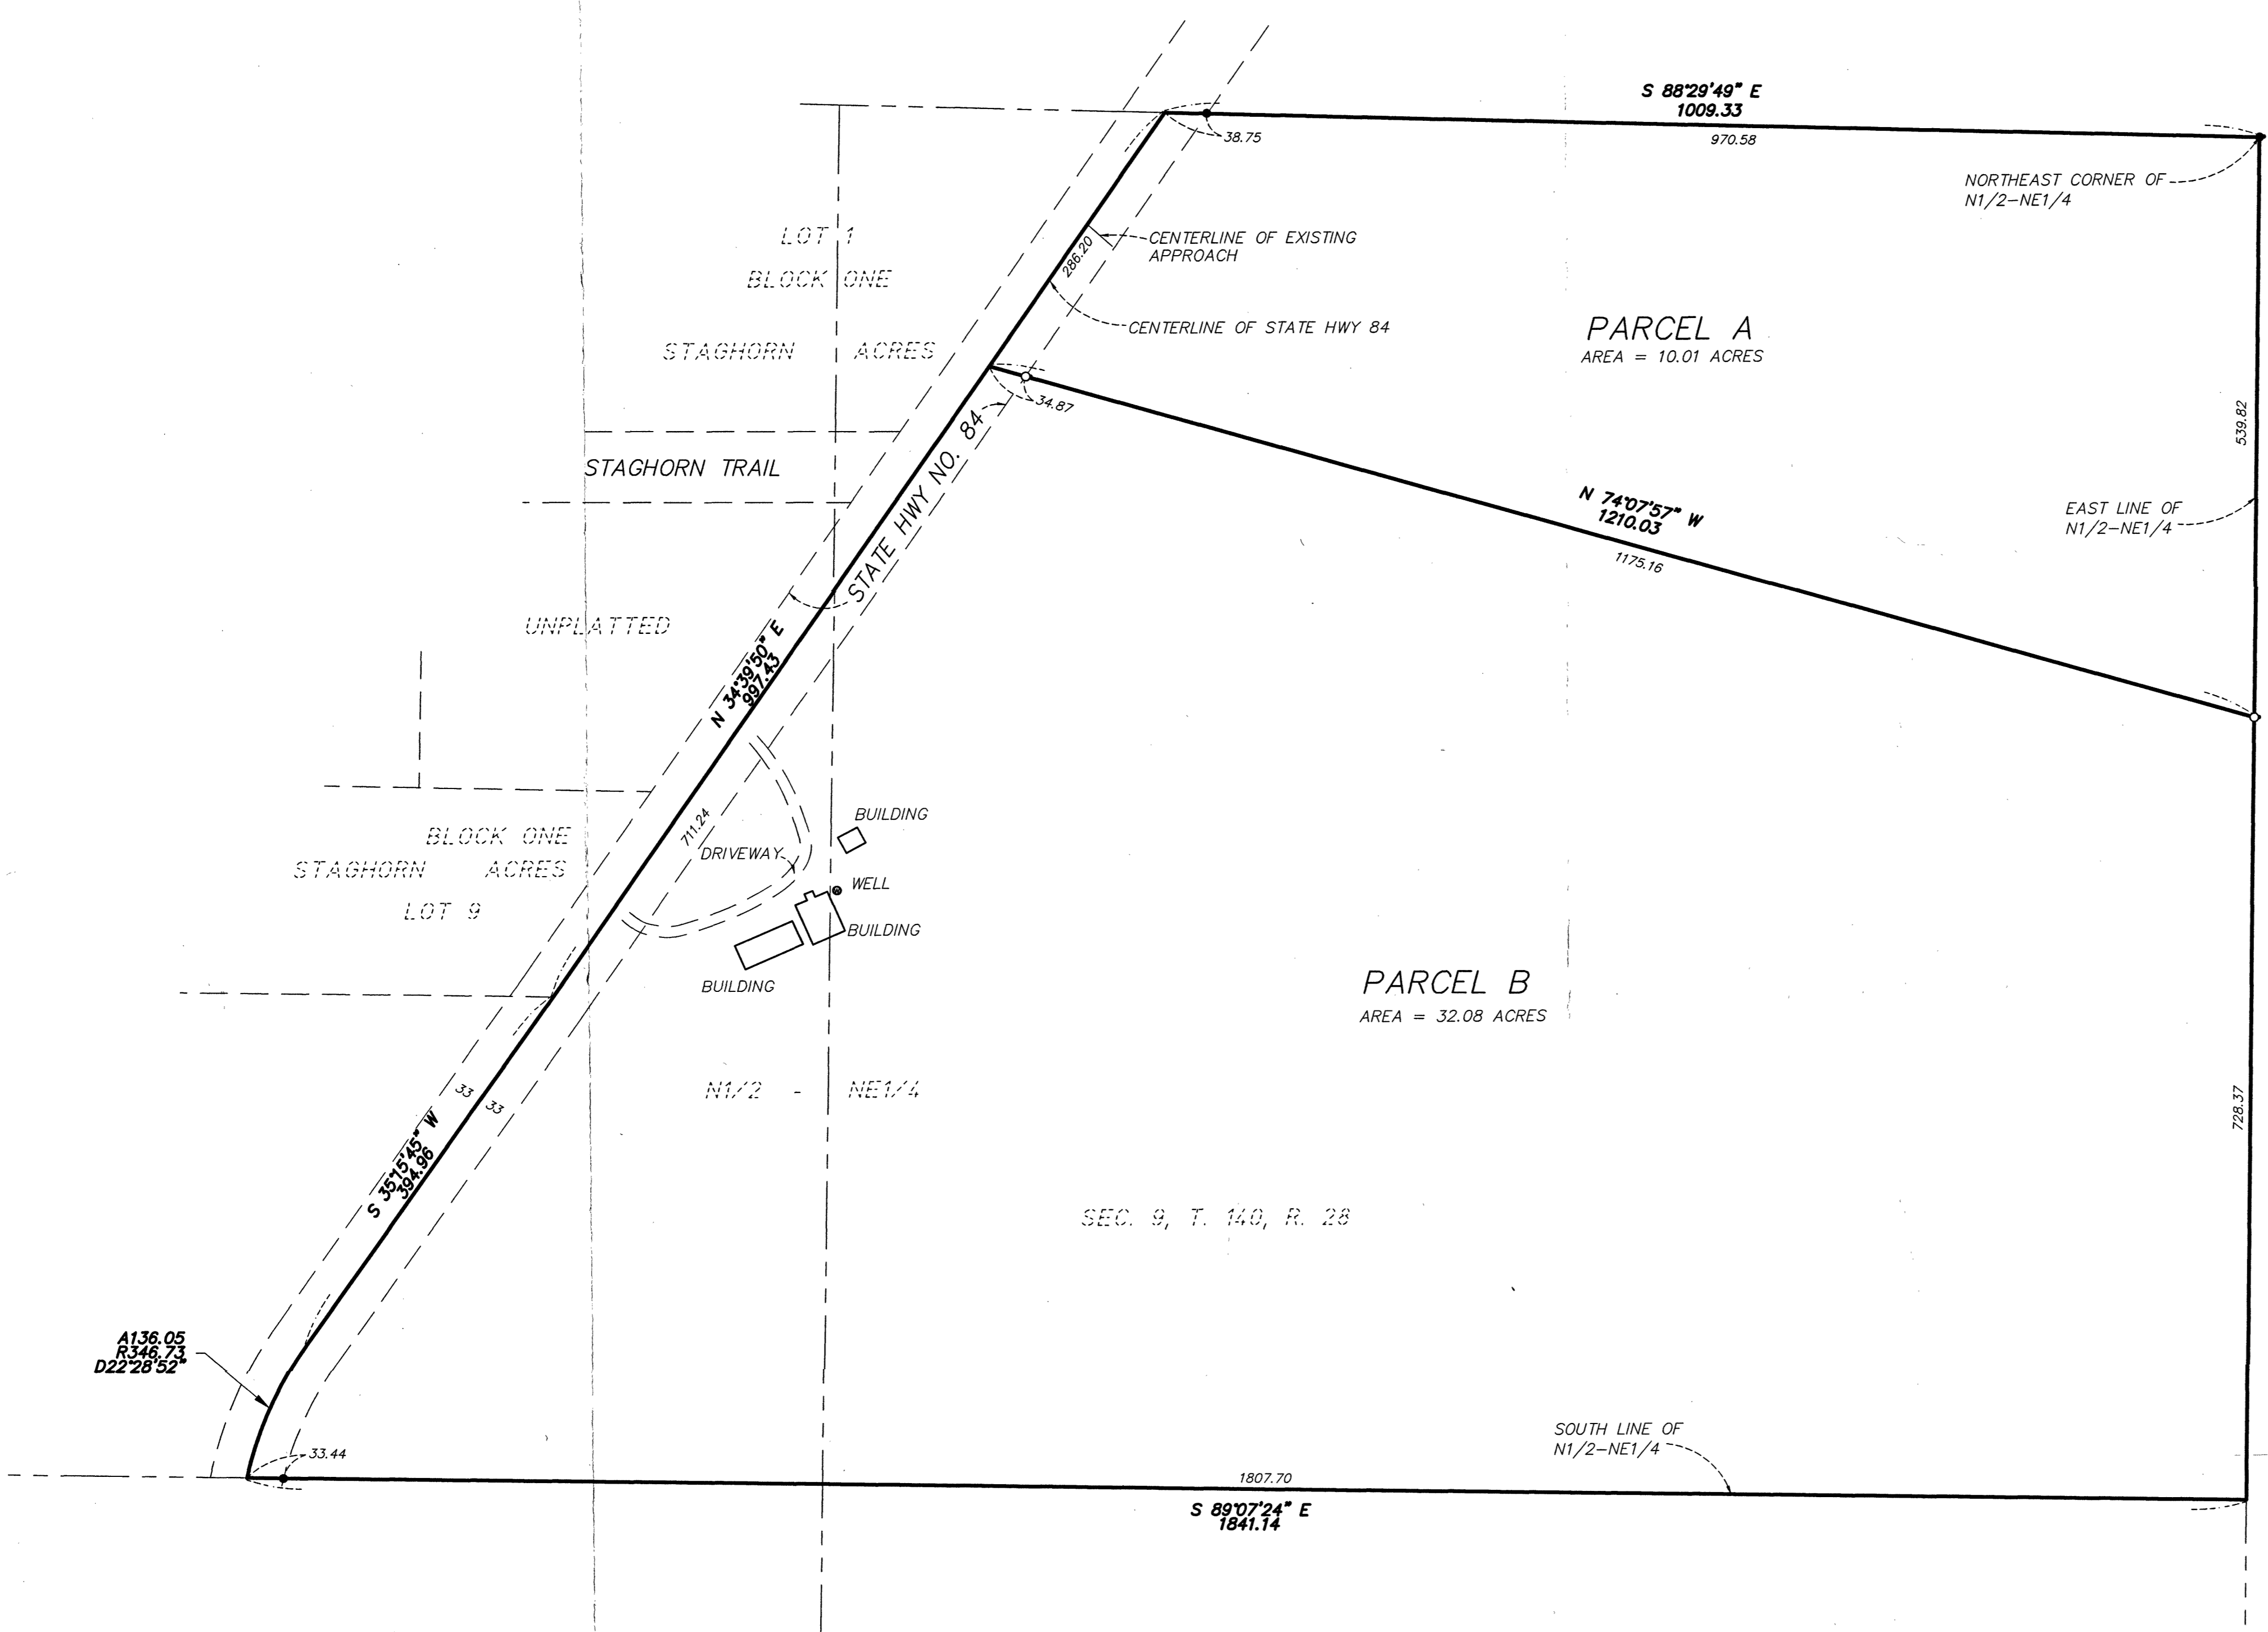 S 88°29'49" E
1009.33
970.58
38.75
NORTHEAST CORNER OF
N1/2-NE1/4
LOT 1
BLOCK ONE
STAGHORN ACRES
CENTERLINE OF EXISTING
APPROACH
286.20
CENTERLINE OF STATE HWY 84
PARCEL A
AREA = 10.01 ACRES
34.87
539.82
STAGHORN TRAIL
STATE HWY NO. 84
N 74°07'57" W
1210.03
1175.16
EAST LINE OF
N1/2-NE1/4
UNPLATTED
N 34°39'50" E
997.43
711.24
BUILDING
DRIVEWAY
WELL
BUILDING
BUILDING
BLOCK ONE
STAGHORN ACRES
LOT 9
PARCEL B
AREA = 32.08 ACRES
N1/2 - NE1/4
33
33
728.37
S 35°15'45" W
394.96
SEC. 9, T. 140, R. 28
A136.05
R346.73
D22°28'52"
33.44
SOUTH LINE OF
N1/2-NE1/4
1807.70
S 89°07'24" E
1841.14